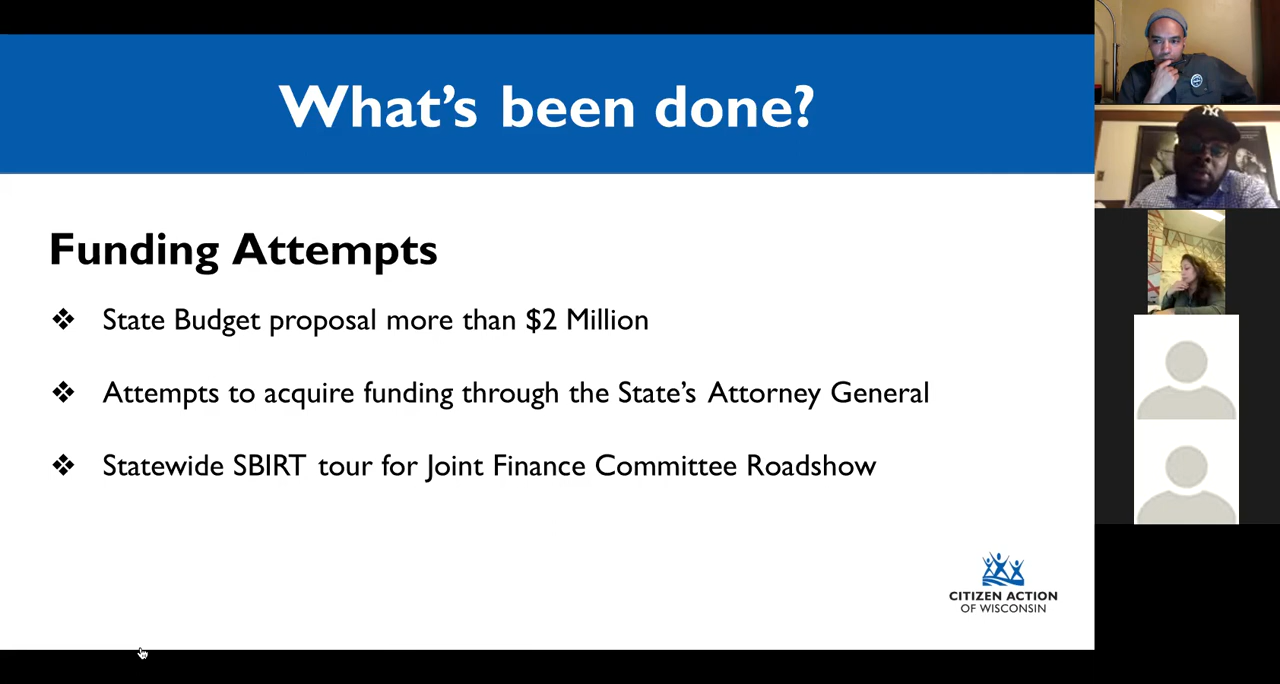 What's been done?
Funding Attempts
State Budget proposal more than $2 Million
Attempts to acquire funding through the State's Attorney General
Statewide SBIRT tour for Joint Finance Committee Roadshow
CITIZEN ACTION
OF WISCONSIN